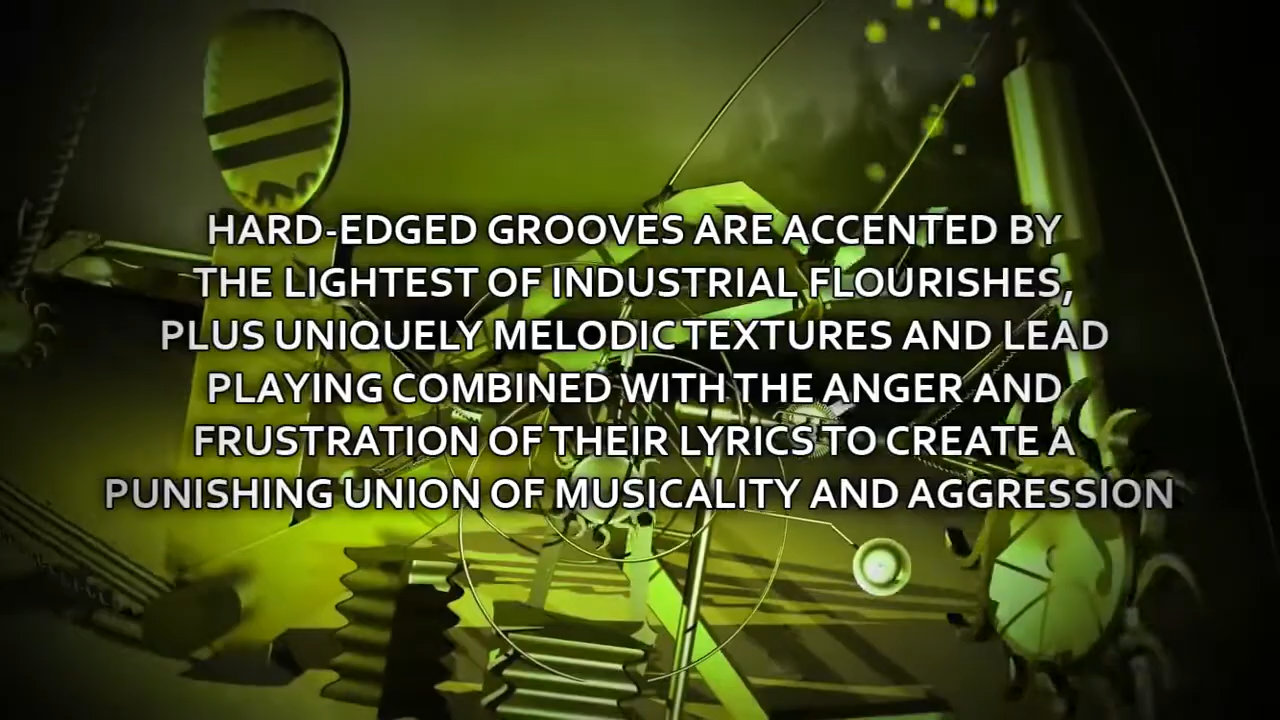 HARD-EDGED GROOVES ARE ACCENTED BY
THE LIGHTEST OF INDUSTRIAL FLOURISHES,
PLUS UNIQUELY MELODIC TEXTURES AND LEAD
PLAYING COMBINED WITH THE ANGER AND
FRUSTRATION OF THEIR LYRICS TO CREATE A
PUNISHING UNION OF MUSICALITY AND AGGRESSION